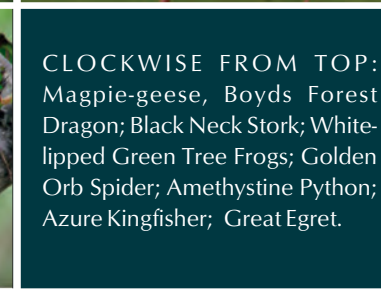 CLOCKWISE FROM TOP:
Magpie-geese, Boyds Forest
Dragon; Black Neck Stork; White-
lipped Green Tree Frogs; Golden
Orb Spider; Amethystine Python;
Azure Kingfisher; Great Egret.